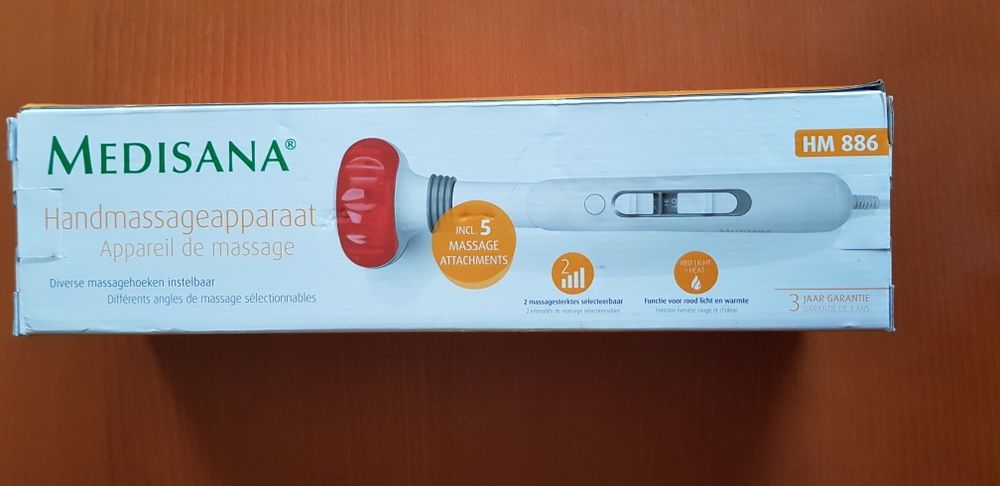 MEDISANA®
HM 886
Handmassageapparaat
Appareil de massage
Diverse massagehoeken instelbaar
Différents angles de massage sélectionnables
INCL. 5
MASSAGE
ATTACHMENTS
MEDISANA
2
2 massagesterktes selecteerbaar
2 intensités de massage sélectionnables
RED LIGHT
+ HEAT
Functie voor rood licht en warmte
Fonction lumière rouge et chaleur
3 JAAR GARANTIE
GARANTIE DE 3 ANS